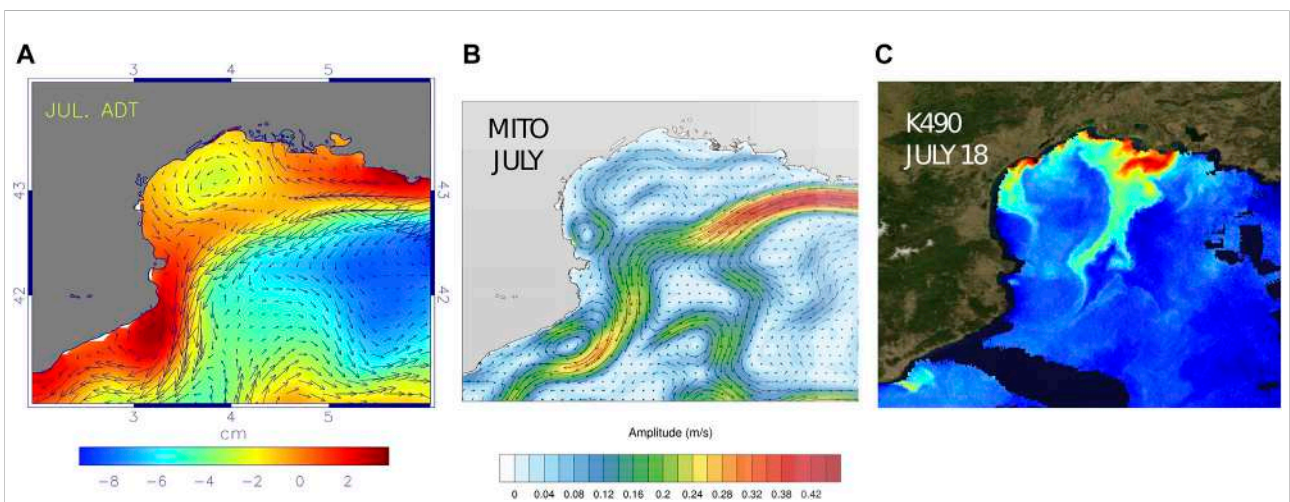 A
B
C
3 4 5
JUL. ADT
MITO
JULY
K490
JULY 18
43
43
42
42
3 4 5
cm
−8 −6 −4 −2 0 2
Amplitude (m/s)
0 0.04 0.08 0.12 0.16 0.2 0.24 0.28 0.32 0.38 0.42